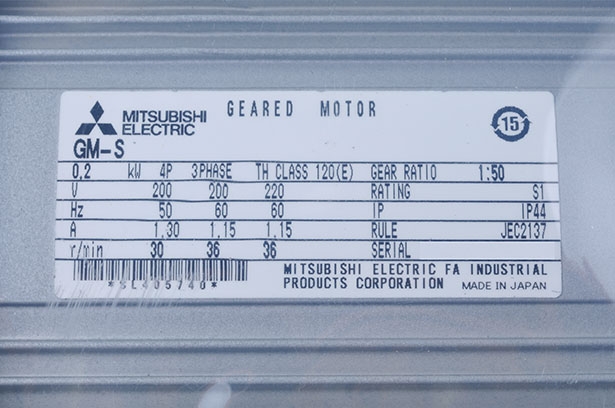 MITSUBISHI ELECTRIC GEARED MOTOR 15
GM-S
0,2 kW 4P 3PHASE TH CLASS 120(E) GEAR RATIO 1:50
V 200 200 220 RATING S1
Hz 50 60 60 IP IP44
A 1.30 1.15 1.15 RULE JEC2137
r/min 30 36 36 SERIAL
*SL405740*
MITSUBISHI ELECTRIC FA INDUSTRIAL
PRODUCTS CORPORATION MADE IN JAPAN